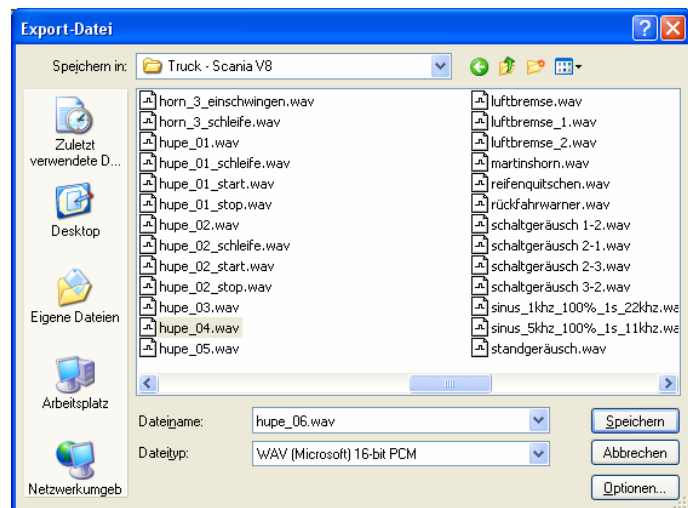 Export-Datei
Speichern in:
Truck - Scania V8
Zuletzt
verwendete D...
Desktop
Eigene Dateien
Arbeitsplatz
Netzwerkumgeb
horn_3_einschwingen.wav
horn_3_schleife.wav
hupe_01.wav
hupe_01_schleife.wav
hupe_01_start.wav
hupe_01_stop.wav
hupe_02.wav
hupe_02_schleife.wav
hupe_02_start.wav
hupe_02_stop.wav
hupe_03.wav
hupe_04.wav
hupe_05.wav
luftbremse.wav
luftbremse_1.wav
luftbremse_2.wav
martinshorn.wav
reifenquitschen.wav
rückfahrwarner.wav
schaltgeräusch 1-2.wav
schaltgeräusch 2-1.wav
schaltgeräusch 2-3.wav
schaltgeräusch 3-2.wav
sinus_1khz_100%_1s_22khz.wa
sinus_5khz_100%_1s_11khz.wa
standgeräusch.wav
Dateiname:
hupe_06.wav
Speichern
Dateityp:
WAV (Microsoft) 16-bit PCM
Abbrechen
Optionen...